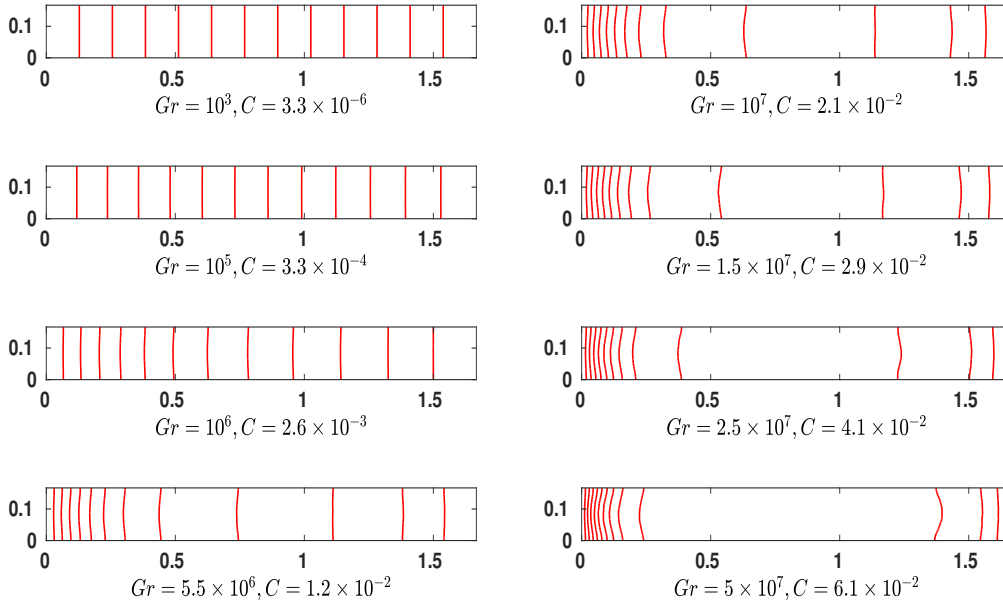 0.1
0
0 0.5 1 1.5
Gr = 10^3, C = 3.3 × 10^-6
0.1
0
0 0.5 1 1.5
Gr = 10^5, C = 3.3 × 10^-4
0.1
0
0 0.5 1 1.5
Gr = 10^6, C = 2.6 × 10^-3
0.1
0
0 0.5 1 1.5
Gr = 5.5 × 10^6, C = 1.2 × 10^-2
0.1
0
0 0.5 1 1.5
Gr = 10^7, C = 2.1 × 10^-2
0.1
0
0 0.5 1 1.5
Gr = 1.5 × 10^7, C = 2.9 × 10^-2
0.1
0
0 0.5 1 1.5
Gr = 2.5 × 10^7, C = 4.1 × 10^-2
0.1
0
0 0.5 1 1.5
Gr = 5 × 10^7, C = 6.1 × 10^-2